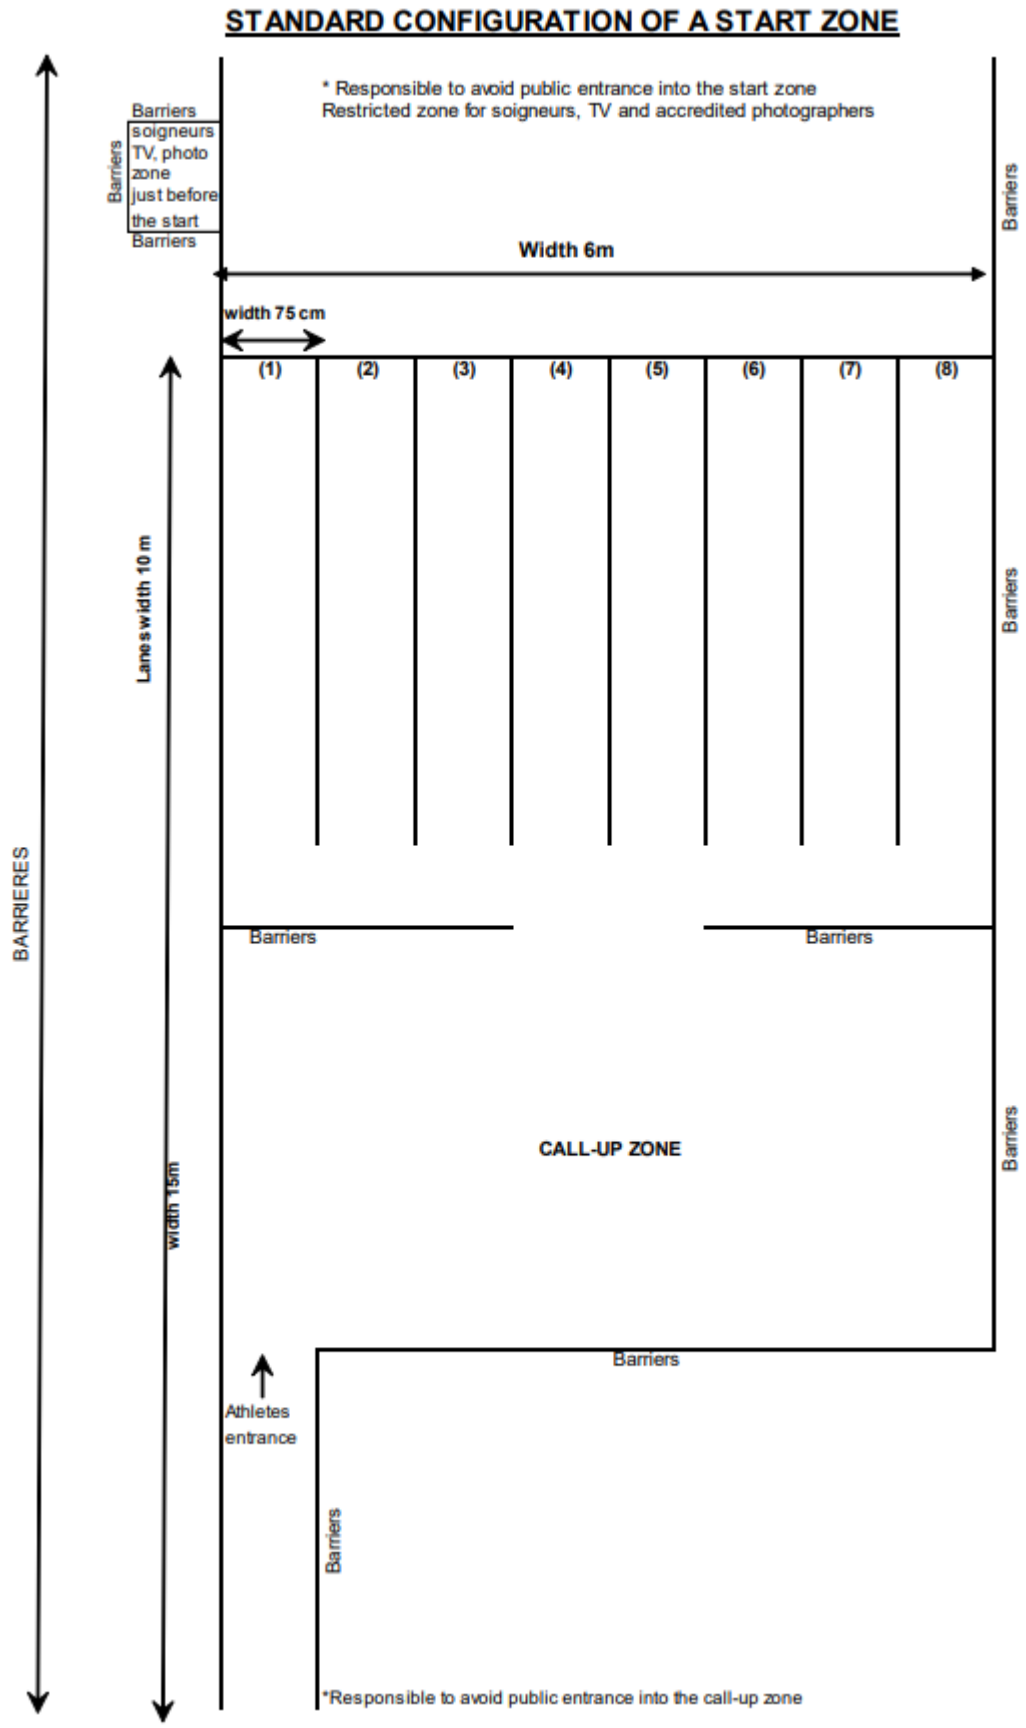 STANDARD CONFIGURATION OF A START ZONE
* Responsible to avoid public entrance into the start zone
Restricted zone for soigneurs, TV and accredited photographers
Barriers
soigneurs
TV, photo
zone
just before
the start
Barriers
Barriers
Barriers
Width 6m
width 75 cm
(1) (2) (3) (4) (5) (6) (7) (8)
Lanes width 10 m
Barriers
BARRIERES
Barriers
Barriers
CALL-UP ZONE
Barriers
width 15m
Barriers
Athletes
entrance
Barriers
*Responsible to avoid public entrance into the call-up zone